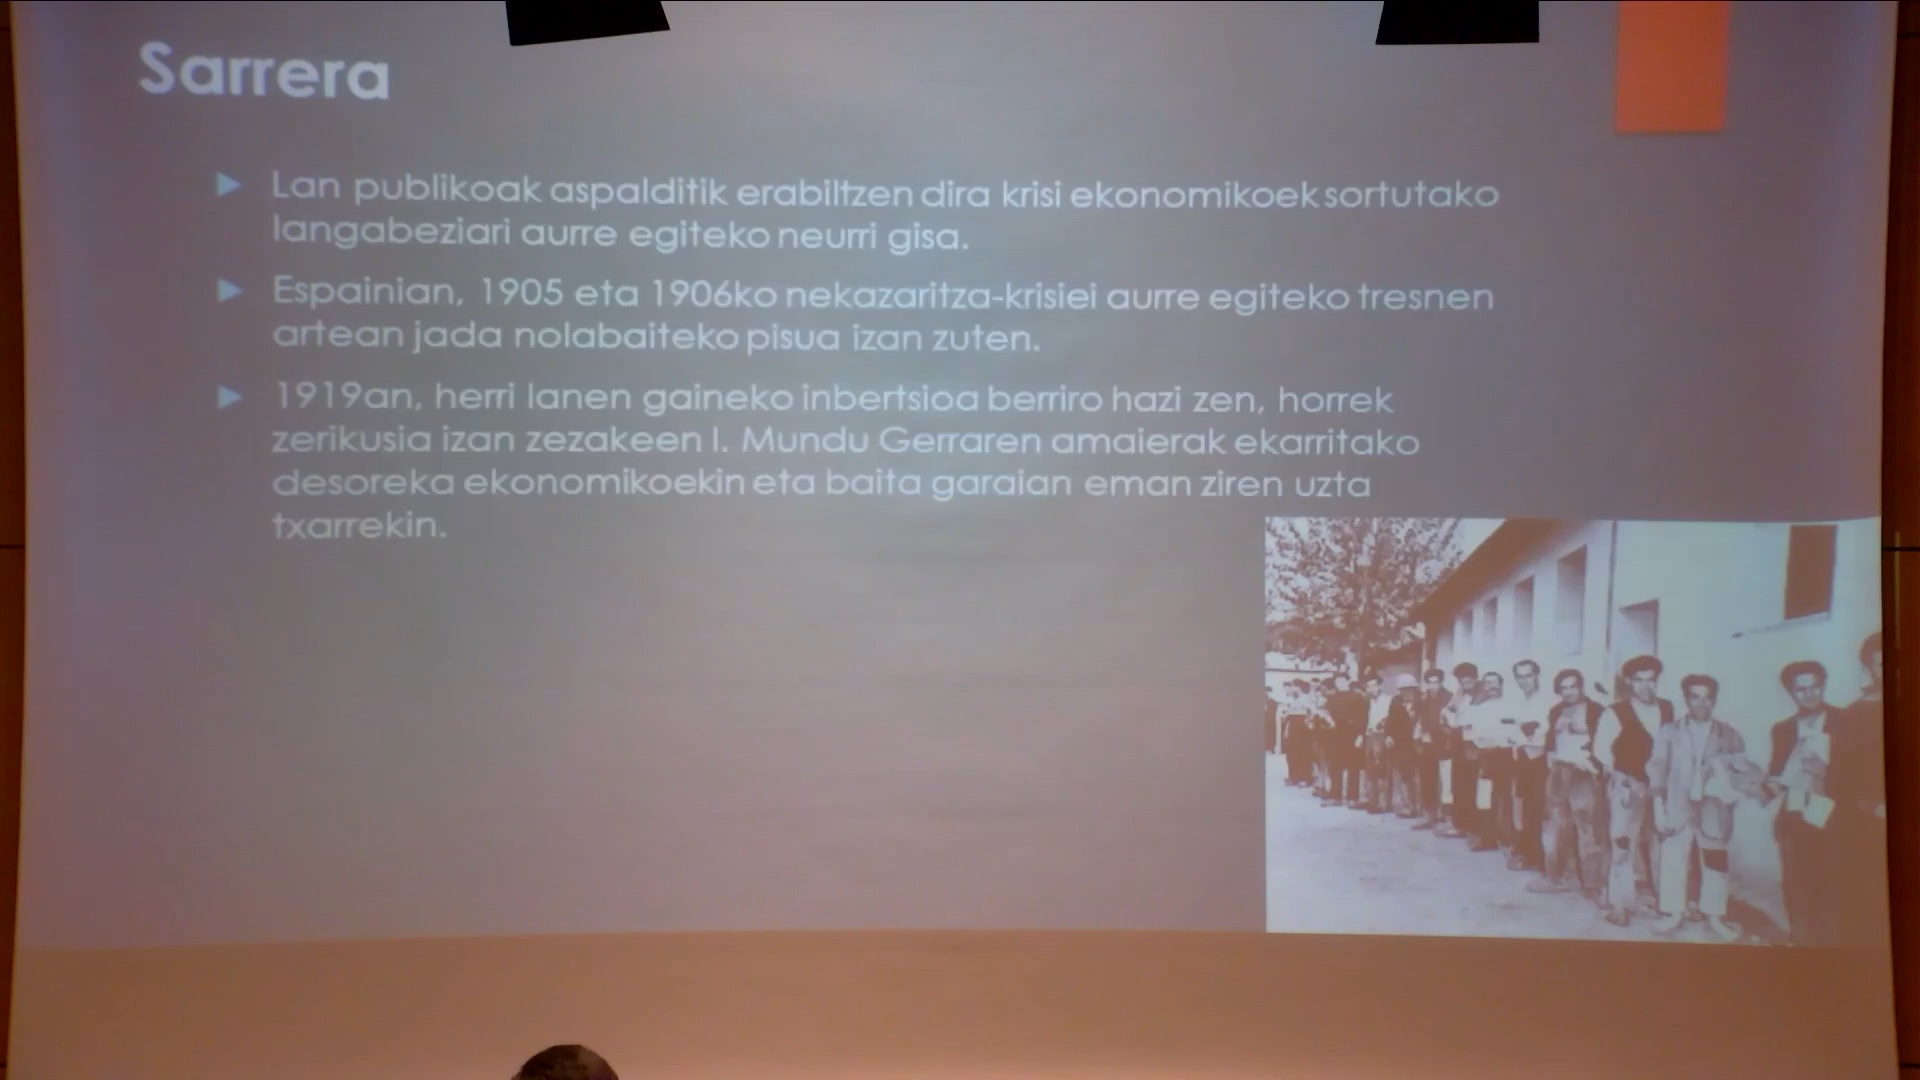 Sarrera
Lan publikoak aspalditik erabiltzen dira krisi ekonomikoek sortutako
langabeziari aurre egiteko neurri gisa.
Espainian, 1905 eta 1906ko nekazaritza-krisiei aurre egiteko tresnen
artean jada nolabaiteko pisua izan zuten.
1919an, herri lanen gaineko inbertsioa berriro hazi zen, horrek
zerikusia izan zezakeen I. Mundu Gerraren amaierak ekarritako
desoreka ekonomikoekin eta baita garaian eman ziren uzta
txarrekin.